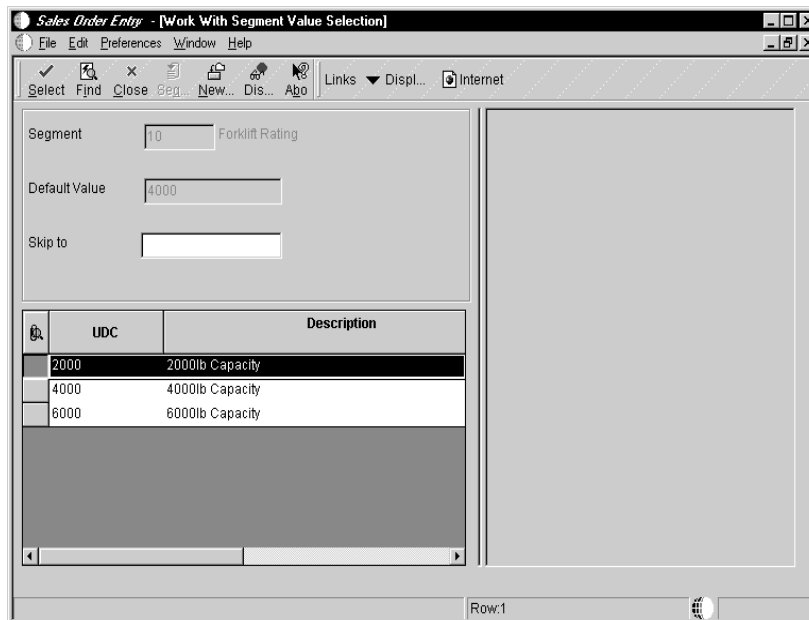 Sales Order Entry - [Work With Segment Value Selection]
File Edit Preferences Window Help
Select Find Close Seg... New... Dis... Abo Links Displ... Internet
Segment 10 Forklift Rating
Default Value 4000
Skip to
UDC Description
2000 2000lb Capacity
4000 4000lb Capacity
6000 6000lb Capacity
Row:1